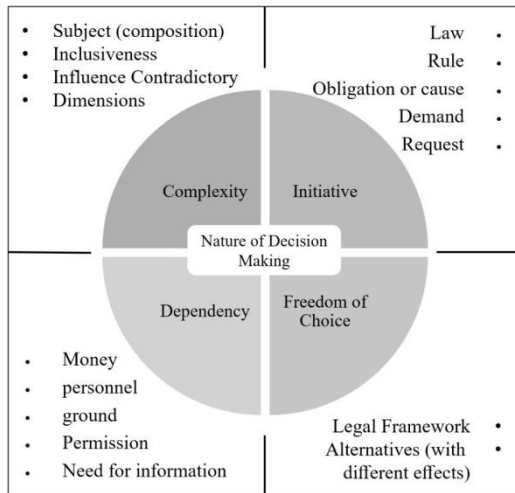 • Subject (composition)
• Inclusiveness
• Influence Contradictory
• Dimensions
Law •
Rule •
Obligation or cause •
Demand •
Request •
Complexity
Initiative
Nature of Decision
Making
Dependency
Freedom of
Choice
• Money
• personnel
• ground
• Permission
• Need for information
Legal Framework •
Alternatives (with •
different effects)